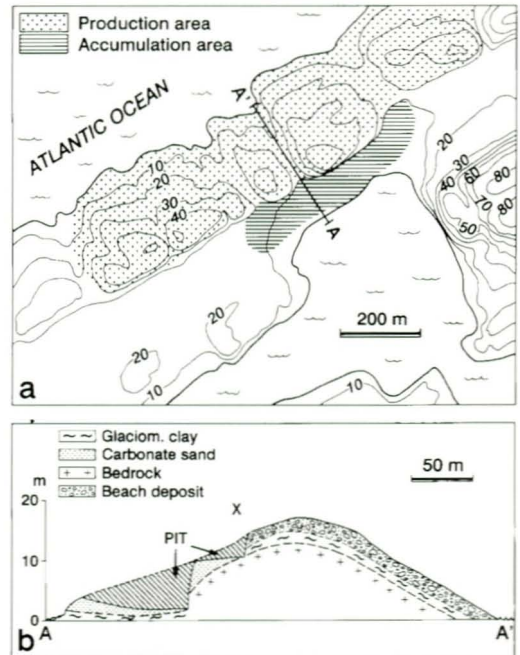 Production area
Accumulation area
ATLANTIC OCEAN
A'
A
10
20
30
40
20
30
40
60
70
80
80
50
20
20
10
10
200 m
a
Glaciom. clay
Carbonate sand
Bedrock
Beach deposit
50 m
m
20
10
0
X
PIT
A
A'
b